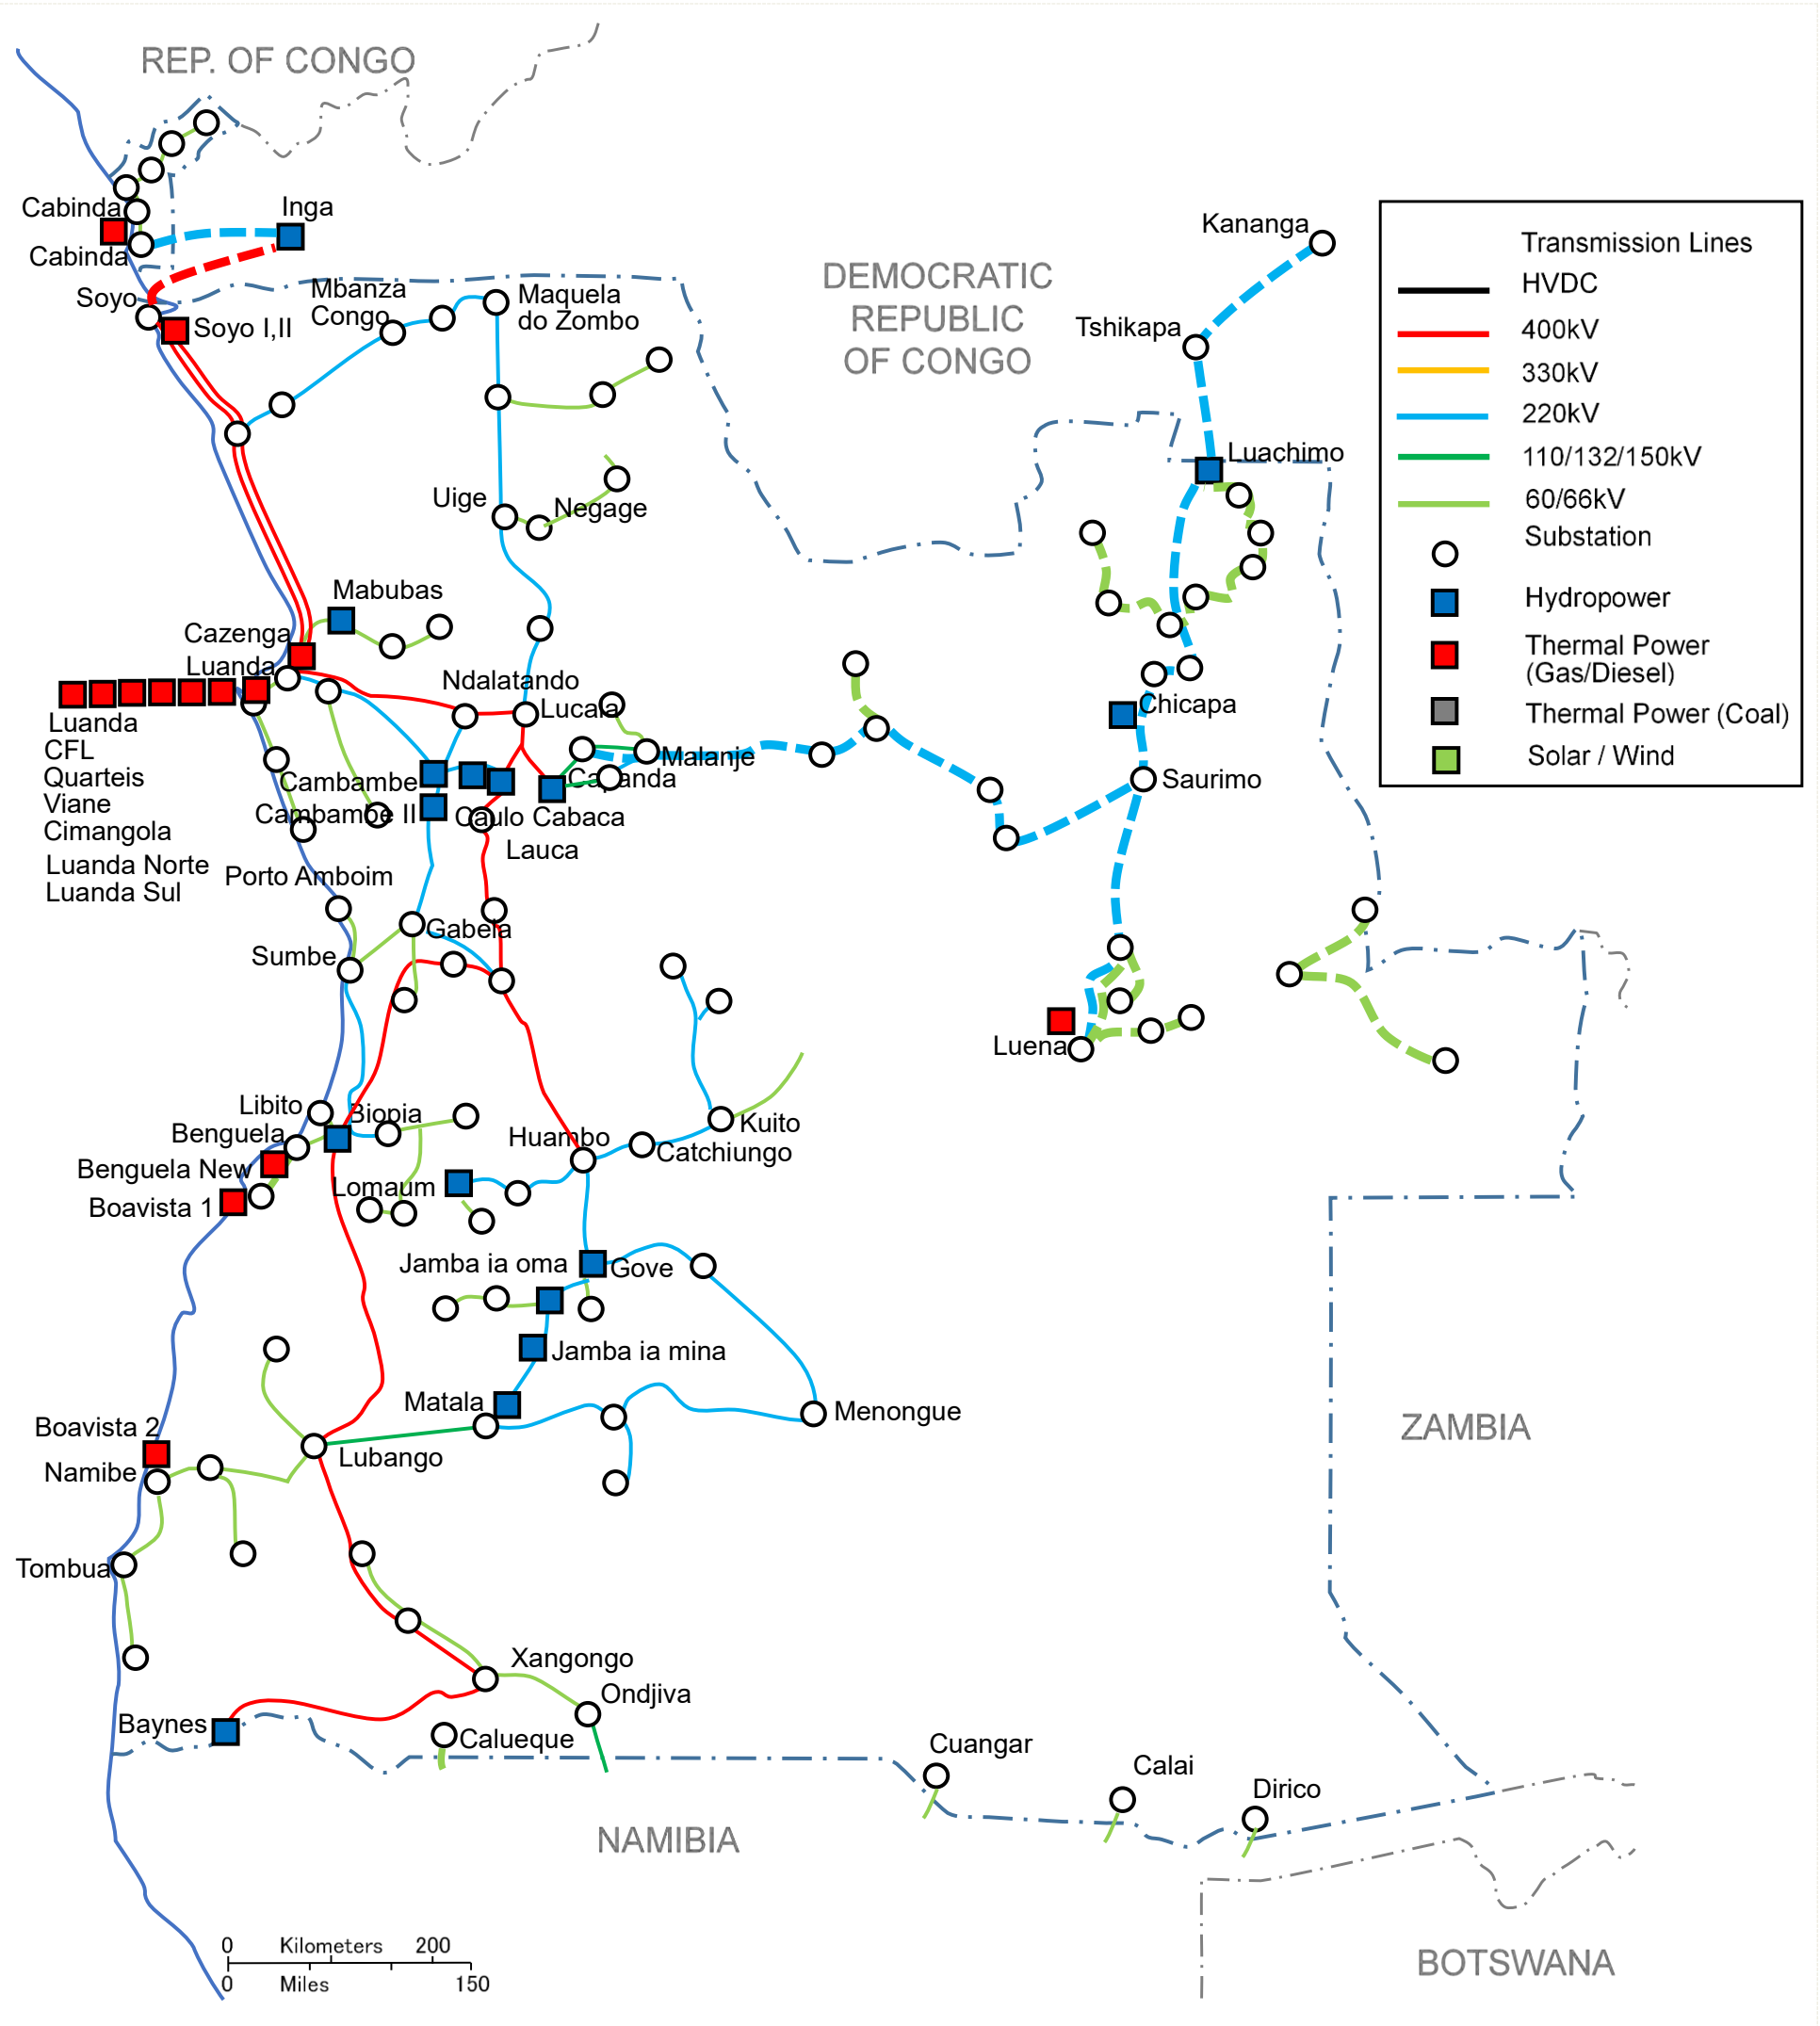 REP. OF CONGO
Cabinda
Inga
Cabinda
Soyo
Soyo I,II
Mbanza
Congo
Maquela
do Zombo
DEMOCRATIC
REPUBLIC
OF CONGO
Kananga
Tshikapa
Luachimo
Transmission Lines
HVDC
400kV
330kV
220kV
110/132/150kV
60/66kV
Substation
Hydropower
Thermal Power
(Gas/Diesel)
Thermal Power (Coal)
Solar / Wind
Uige
Negage
Mabubas
Cazenga
Luanda
Ndalatando
Lucala
Malanje
Capanda
Chicapa
Saurimo
Luanda
CFL
Quarteis
Viane
Cimangola
Luanda Norte
Luanda Sul
Cambambe
Cambambe II
Caulo Cabaca
Lauca
Porto Amboim
Gabela
Sumbe
Luena
Libito
Biopia
Benguela
Benguela New
Boavista 1
Huambo
Kuito
Catchiungo
Lomaum
Jamba ia oma
Gove
Jamba ia mina
Matala
Menongue
Boavista 2
Namibe
Lubango
Tombua
Xangongo
Ondjiva
Baynes
Calueque
Cuangar
Calai
Dirico
ZAMBIA
NAMIBIA
BOTSWANA
0 Kilometers 200
0 Miles 150